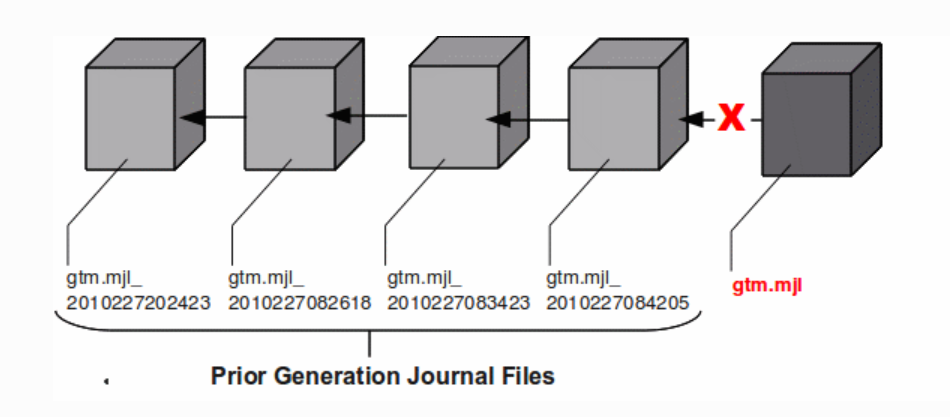 X
gtm.mjl_
2010227202423
gtm.mjl_
2010227082618
gtm.mjl_
2010227083423
gtm.mjl_
2010227084205
gtm.mjl
Prior Generation Journal Files